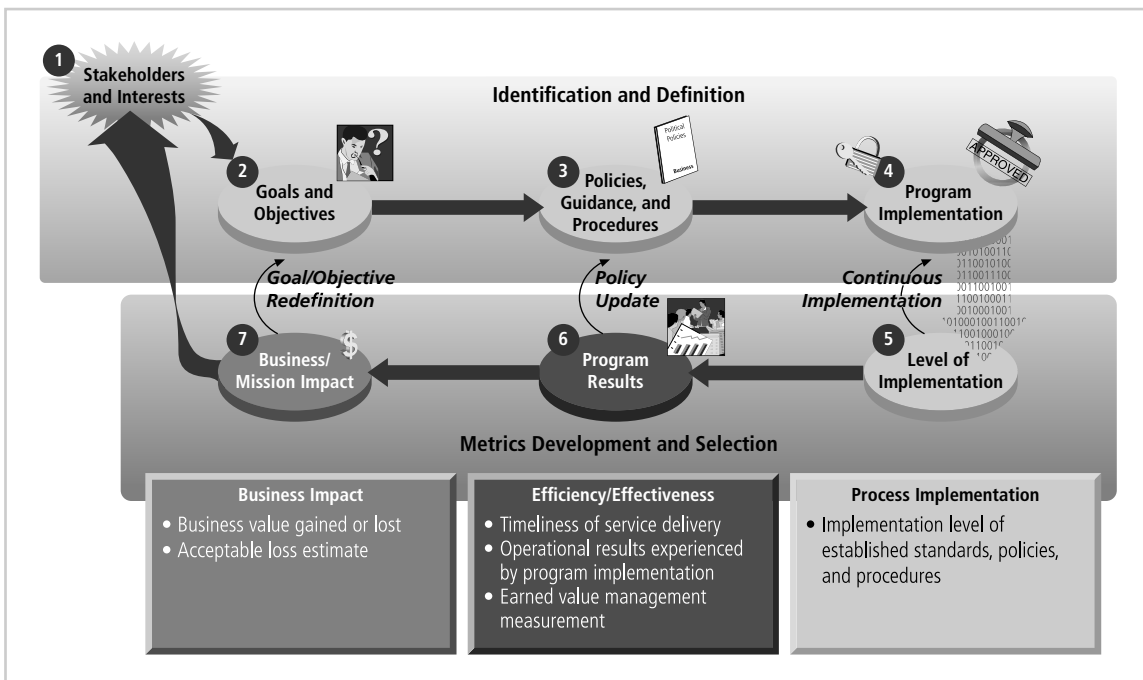 1
Stakeholders
and Interests
Identification and Definition
2
Goals and
Objectives
?
3
Policies,
Guidance, and
Procedures
Political
Policies
Business
4
Program
Implementation
APPROVED
Goal/Objective
Redefinition
Policy
Update
Continuous
Implementation
7
Business/
Mission Impact
$
6
Program
Results
5
Level of
Implementation
Metrics Development and Selection
Business Impact
• Business value gained or lost
• Acceptable loss estimate
Efficiency/Effectiveness
• Timeliness of service delivery
• Operational results experienced
by program implementation
• Earned value management
measurement
Process Implementation
• Implementation level of
established standards, policies,
and procedures